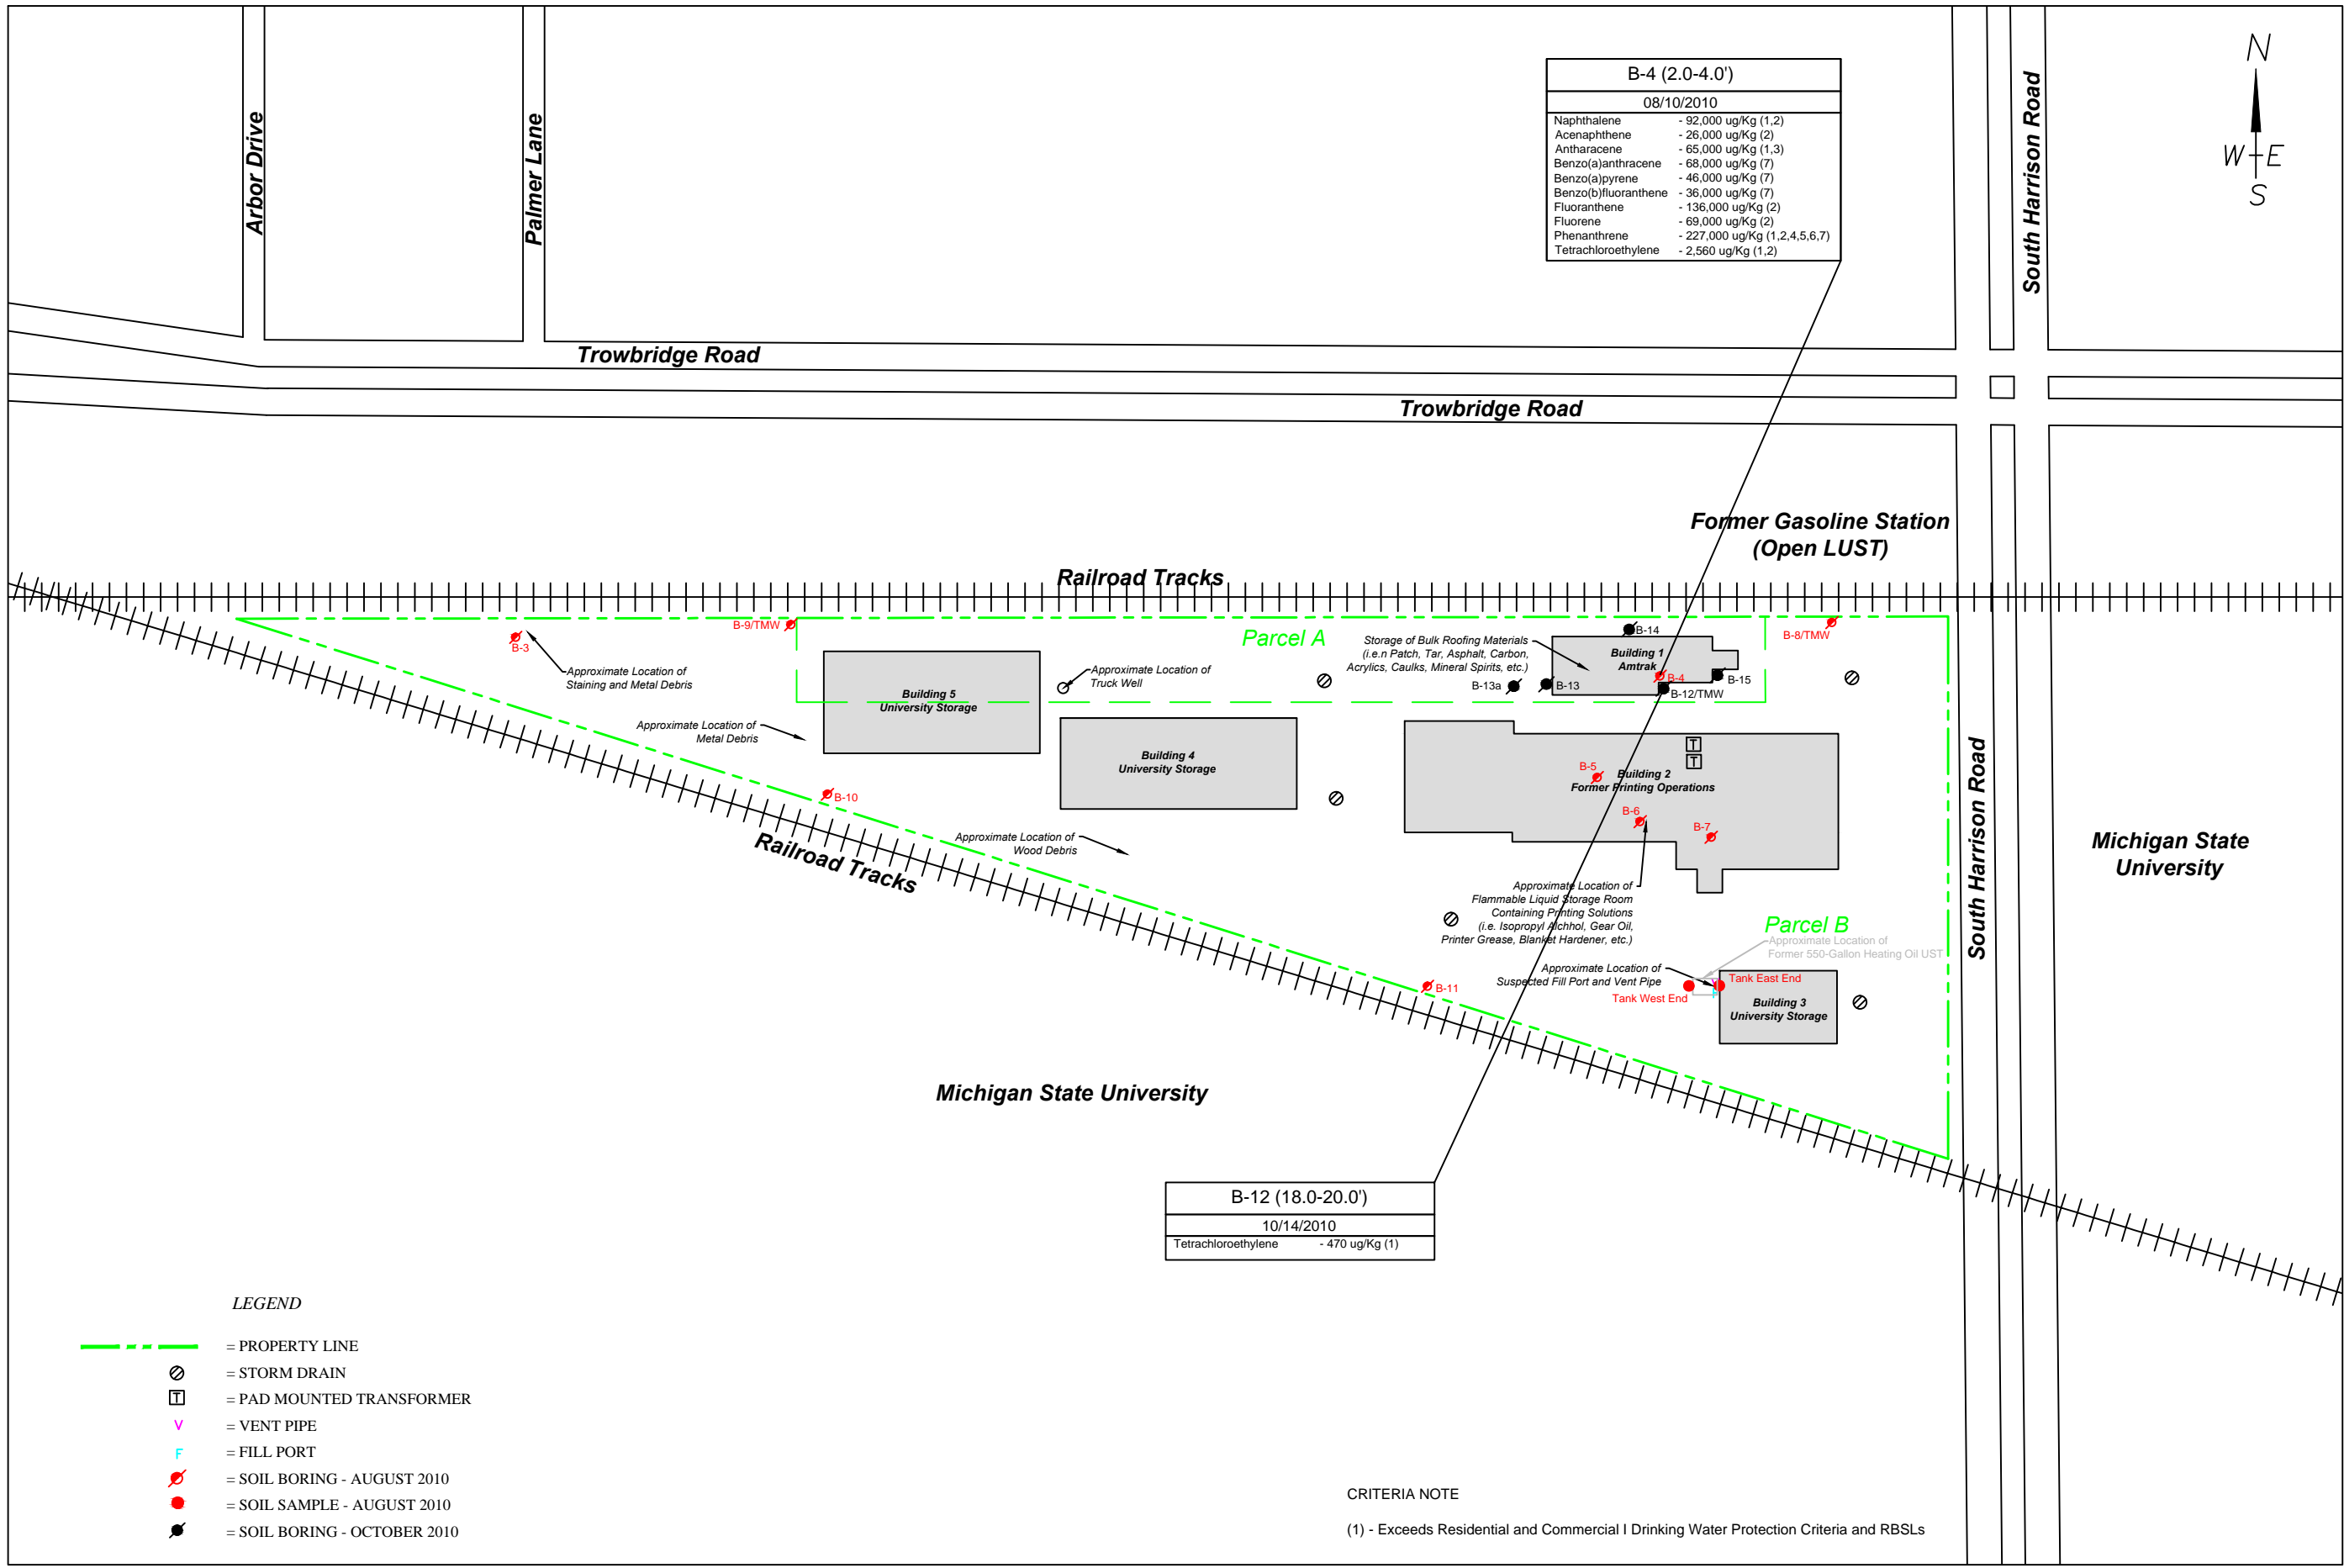 B-4 (2.0-4.0')
08/10/2010
Naphthalene - 92,000 ug/Kg (1,2)
Acenaphthene - 26,000 ug/Kg (2)
Antharacene - 65,000 ug/Kg (1,3)
Benzo(a)anthracene - 68,000 ug/Kg (7)
Benzo(a)pyrene - 46,000 ug/Kg (7)
Benzo(b)fluoranthene - 36,000 ug/Kg (7)
Fluoranthene - 136,000 ug/Kg (2)
Fluorene - 69,000 ug/Kg (2)
Phenanthrene - 227,000 ug/Kg (1,2,4,5,6,7)
Tetrachloroethylene - 2,560 ug/Kg (1,2)
N
W E
S
Arbor Drive
Palmer Lane
South Harrison Road
Trowbridge Road
Trowbridge Road
Former Gasoline Station
(Open LUST)
Railroad Tracks
B-3
B-9/TMW
Parcel A
B-14
B-8/TMW
Approximate Location of
Staining and Metal Debris
Approximate Location of
Truck Well
Storage of Bulk Roofing Materials
(i.e.n Patch, Tar, Asphalt, Carbon,
Acrylics, Caulks, Mineral Spirits, etc.)
Building 1
Amtrak
B-4
B-15
B-13a
B-13
B-12/TMW
Building 5
University Storage
Approximate Location of
Metal Debris
Building 4
University Storage
T
T
B-5
Building 2
Former Printing Operations
B-6
B-7
B-10
Railroad Tracks
Approximate Location of
Wood Debris
South Harrison Road
Michigan State
University
Approximate Location of
Flammable Liquid Storage Room
Containing Printing Solutions
(i.e. Isopropyl Alchhol, Gear Oil,
Printer Grease, Blanket Hardener, etc.)
Parcel B
Approximate Location of
Former 550-Gallon Heating Oil UST
Approximate Location of
Suspected Fill Port and Vent Pipe
V
F
Tank East End
Tank West End
B-11
Building 3
University Storage
Michigan State University
B-12 (18.0-20.0')
10/14/2010
Tetrachloroethylene - 470 ug/Kg (1)
LEGEND
= PROPERTY LINE
= STORM DRAIN
T = PAD MOUNTED TRANSFORMER
V = VENT PIPE
F = FILL PORT
= SOIL BORING - AUGUST 2010
= SOIL SAMPLE - AUGUST 2010
= SOIL BORING - OCTOBER 2010
CRITERIA NOTE
(1) - Exceeds Residential and Commercial I Drinking Water Protection Criteria and RBSLs